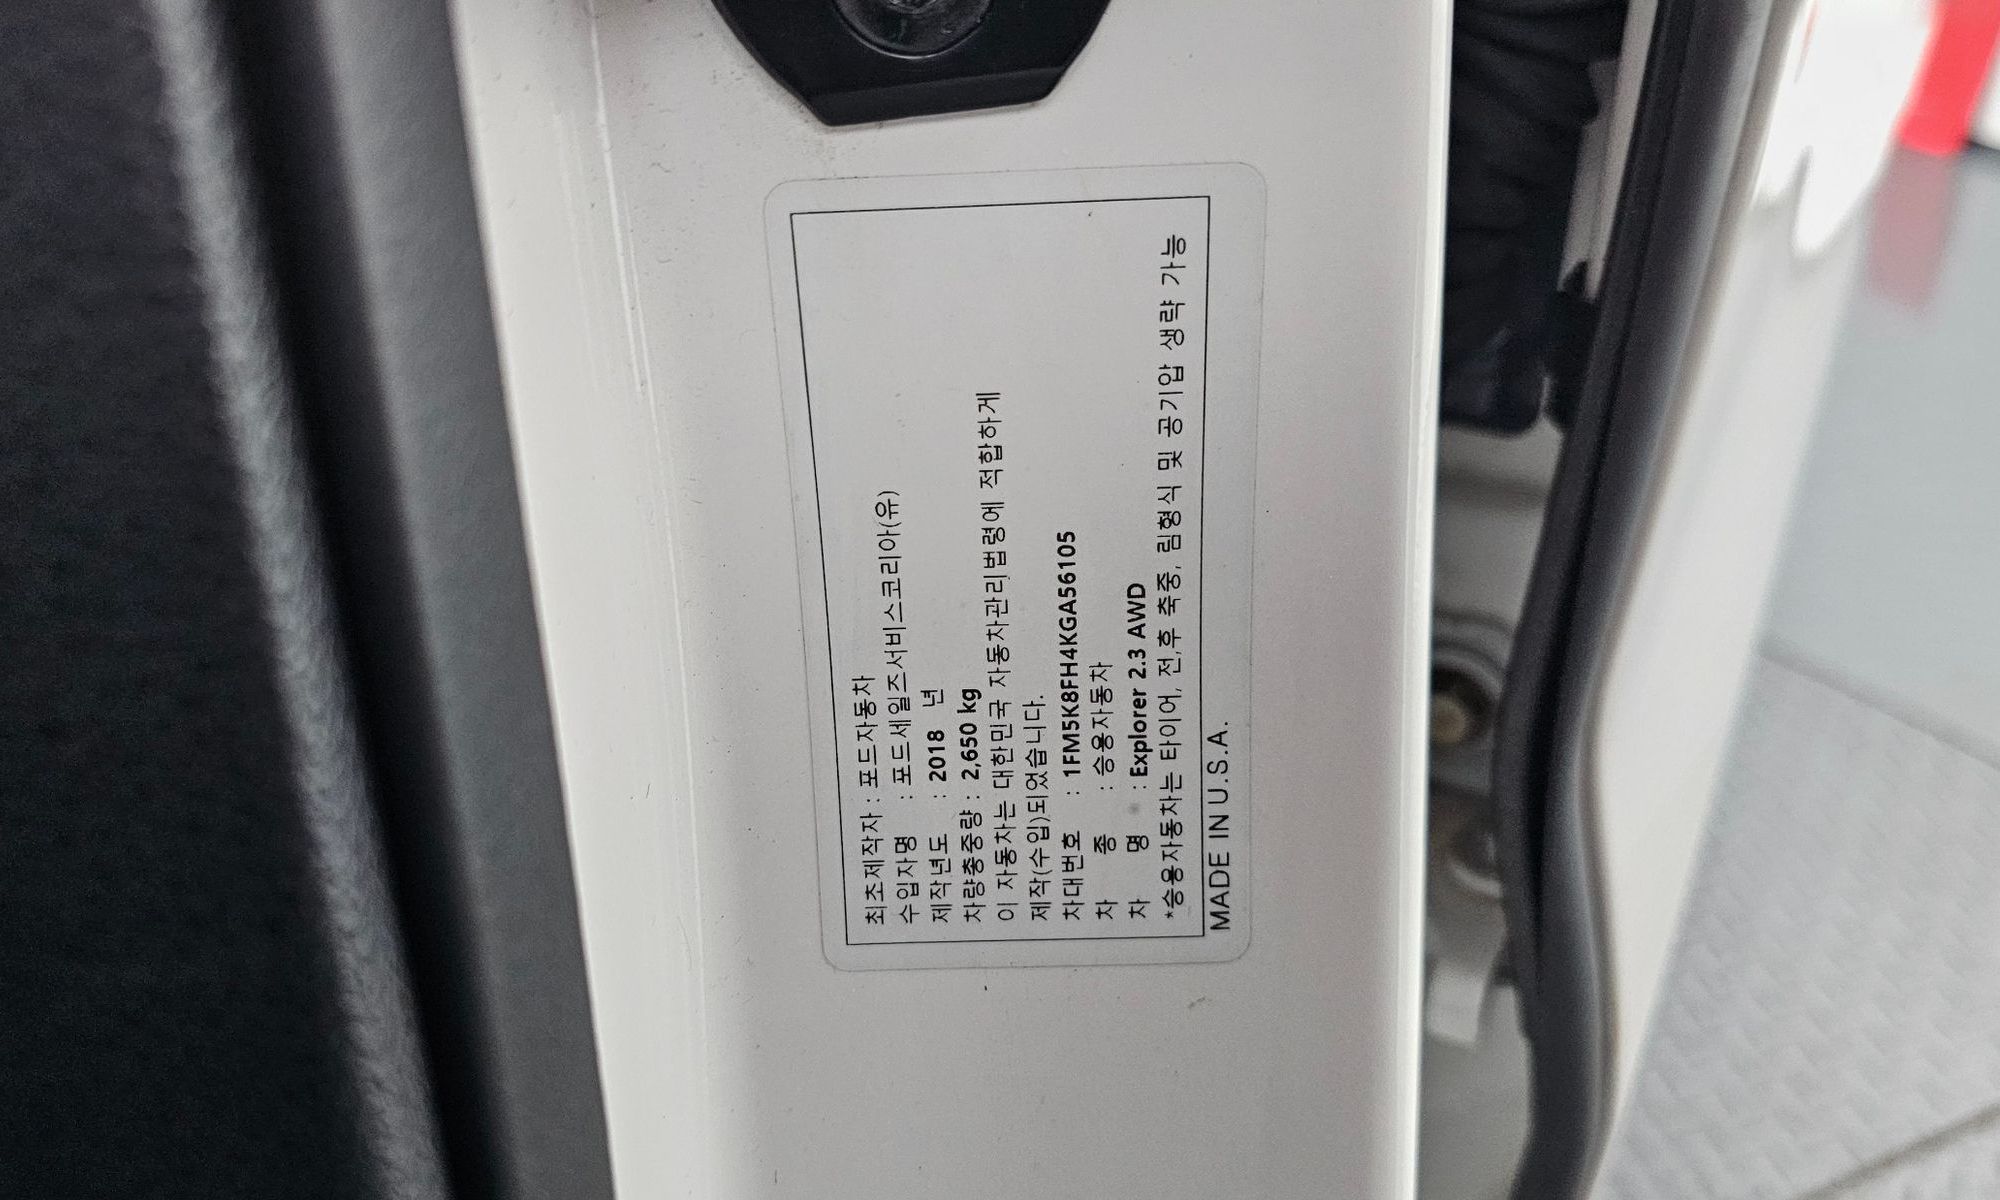 최초제작자 : 포드자동차
수입자명 : 포드세일즈서비스코리아(유)
제작년도 : 2018 년
차량총중량 : 2,650 kg
이 자동차는 대한민국 자동차관리법령에 적합하게
제작(수입)되었습니다.
차대번호 : 1FM5K8FH4KGA56105
차 종 : 승용자동차
차 명 : Explorer 2.3 AWD
*승용자동차는 타이어, 전,후 축중, 림형식 및 공기압 생략 가능
MADE IN U.S.A.